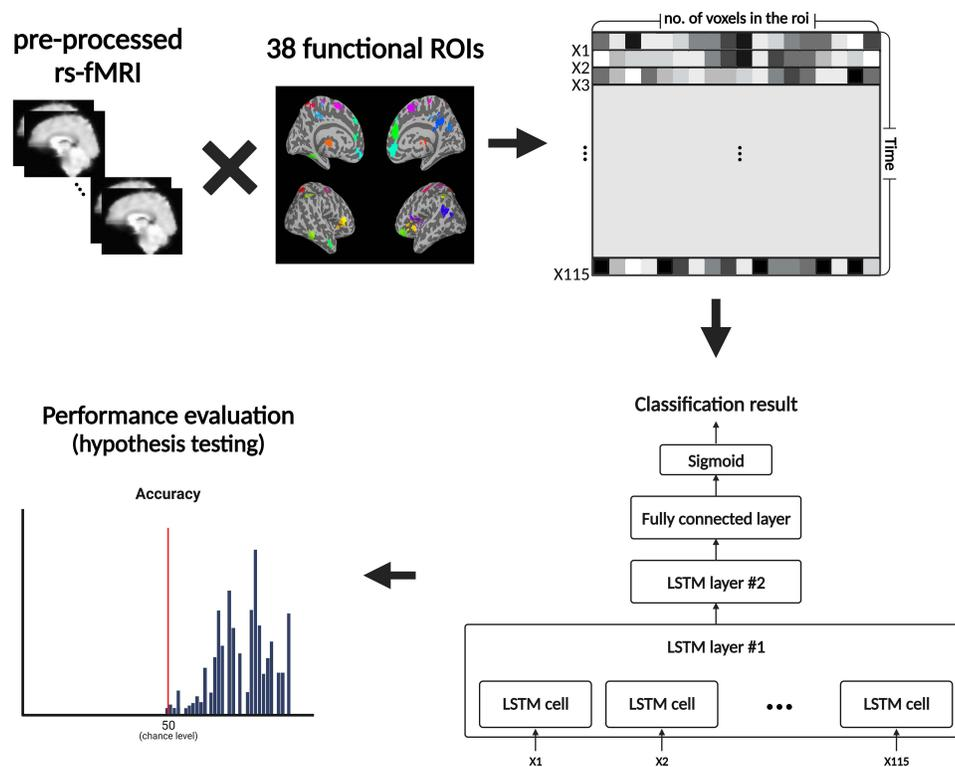 pre-processed
rs-fMRI
38 functional ROIs
no. of voxels in the roi
X1
X2
X3
X115
Time
Classification result
Sigmoid
Fully connected layer
LSTM layer #2
LSTM layer #1
LSTM cell LSTM cell LSTM cell
X1 X2 X115
Performance evaluation
(hypothesis testing)
Accuracy
50
(chance level)